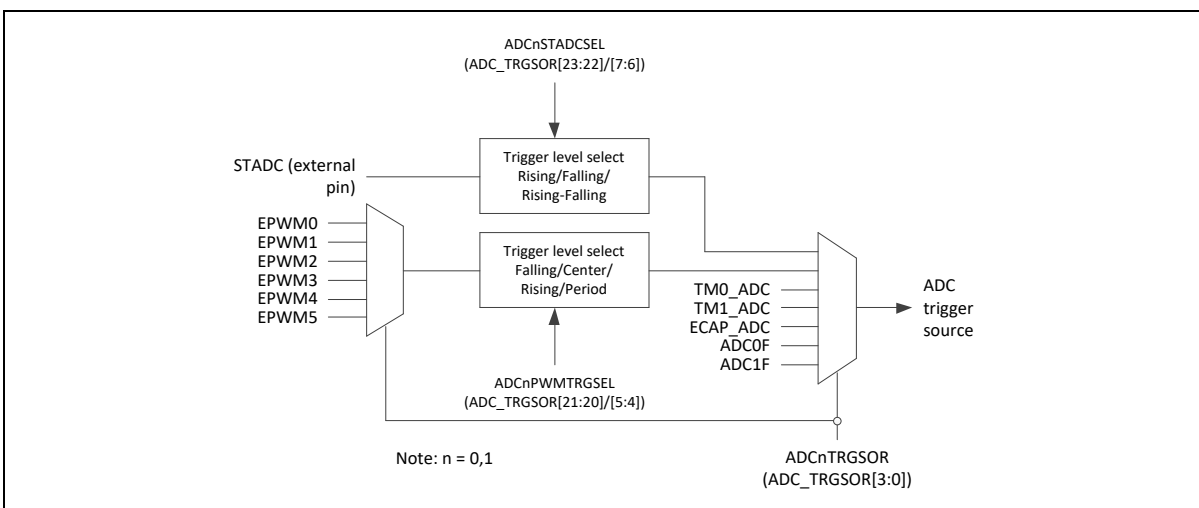 ADCnSTADCSEL
(ADC_TRGSOR[23:22]/[7:6])
STADC (external
pin)
Trigger level select
Rising/Falling/
Rising-Falling
EPWM0
EPWM1
EPWM2
EPWM3
EPWM4
EPWM5
Trigger level select
Falling/Center/
Rising/Period
TM0_ADC
TM1_ADC
ECAP_ADC
ADC0F
ADC1F
ADC
trigger
source
ADCnPWMTRGSEL
(ADC_TRGSOR[21:20]/[5:4])
Note: n = 0,1
ADCnTRGSOR
(ADC_TRGSOR[3:0])